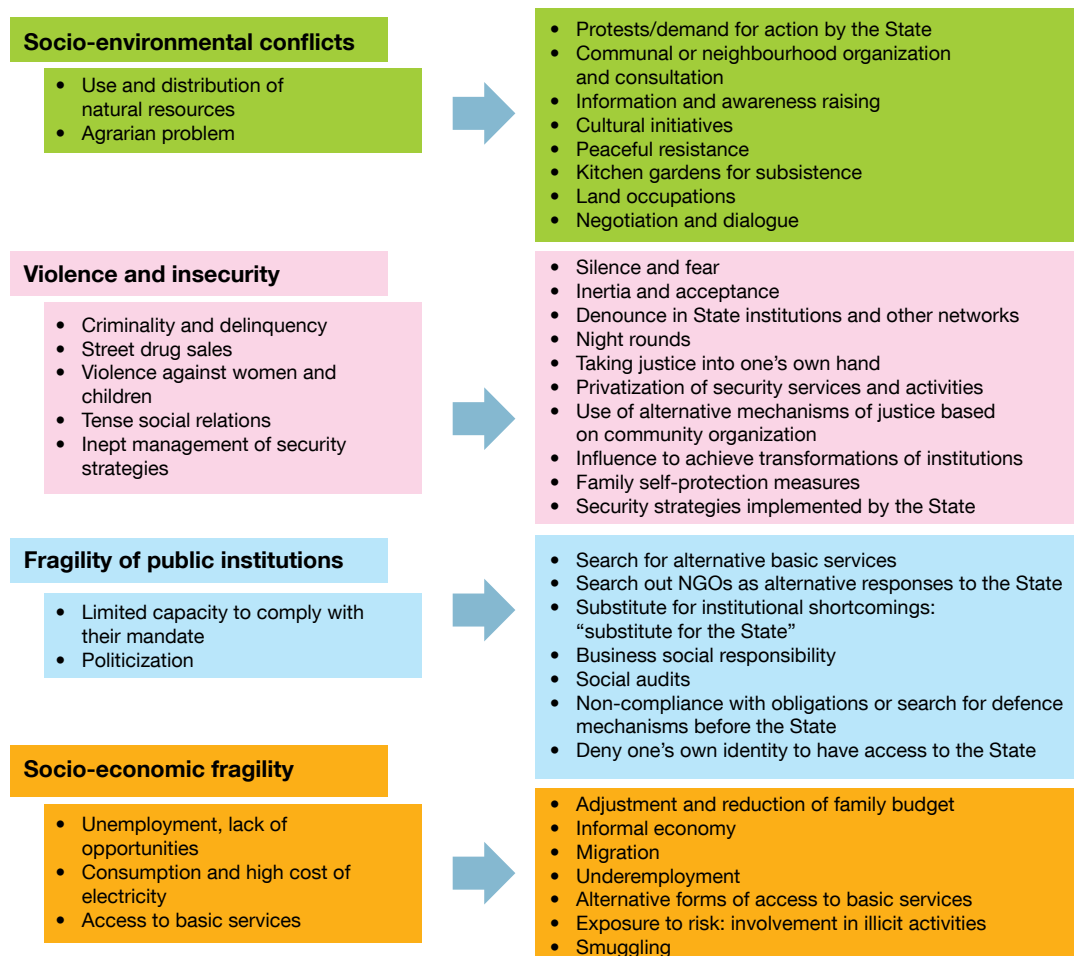 Socio-environmental conflicts
• Use and distribution of
natural resources
• Agrarian problem
• Protests/demand for action by the State
• Communal or neighbourhood organization
and consultation
• Information and awareness raising
• Cultural initiatives
• Peaceful resistance
• Kitchen gardens for subsistence
• Land occupations
• Negotiation and dialogue
Violence and insecurity
• Criminality and delinquency
• Street drug sales
• Violence against women and
children
• Tense social relations
• Inept management of security
strategies
• Silence and fear
• Inertia and acceptance
• Denounce in State institutions and other networks
• Night rounds
• Taking justice into one's own hand
• Privatization of security services and activities
• Use of alternative mechanisms of justice based
on community organization
• Influence to achieve transformations of institutions
• Family self-protection measures
• Security strategies implemented by the State
Fragility of public institutions
• Limited capacity to comply with
their mandate
• Politicization
• Search for alternative basic services
• Search out NGOs as alternative responses to the State
• Substitute for institutional shortcomings:
“substitute for the State”
• Business social responsibility
• Social audits
• Non-compliance with obligations or search for defence
mechanisms before the State
• Deny one's own identity to have access to the State
Socio-economic fragility
• Unemployment, lack of
opportunities
• Consumption and high cost of
electricity
• Access to basic services
• Adjustment and reduction of family budget
• Informal economy
• Migration
• Underemployment
• Alternative forms of access to basic services
• Exposure to risk: involvement in illicit activities
• Smuggling